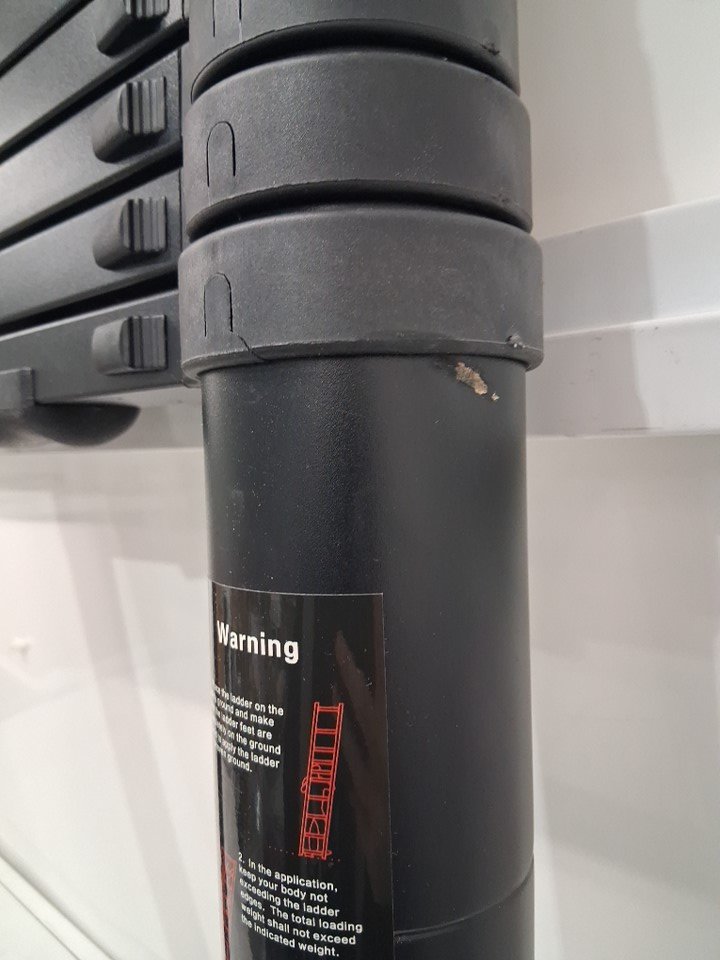 Warning
the ladder on the
ground and make
ladder feet are
on the ground
apply the ladder
ground.
2. In the application,
keep your body not
exceeding the ladder
edges. The total loading
weight shall not exceed
the indicated weight.